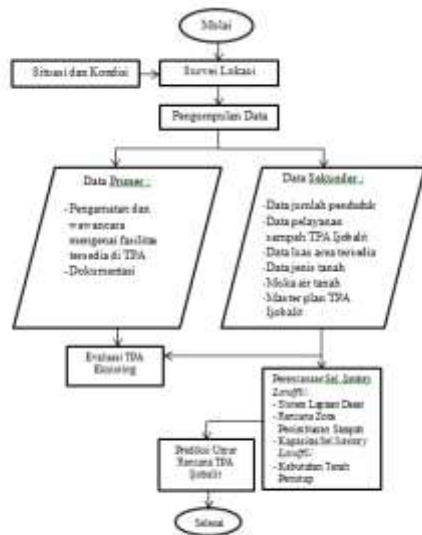 Mulai
Situasi dan Kondisi
Survei Lokasi
Pengumpulan Data
Data Primer :
- Pengamatan dan
wawancara
mengenai fasilitas
tersedia di TPA
- Dokumentasi
Data Sekunder :
- Data jumlah penduduk
- Data pelayanan
sampah TPA Ijobalit
- Data luas area tersedia
- Data jenis tanah
- Muka air tanah
- Master plan TPA
Ijobalit
Evaluasi TPA
Eksisting
Perencanaan Sel Sanitary
Landfill
- Sistem Lapisan Dasar
- Rencana Zona
Penimbunan Sampah
- Kapasitas Sel Sanitary
Landfill
- Kebutuhan Tanah
Penutup
Prediksi Umur
Rencana TPA
Ijobalit
Selesai